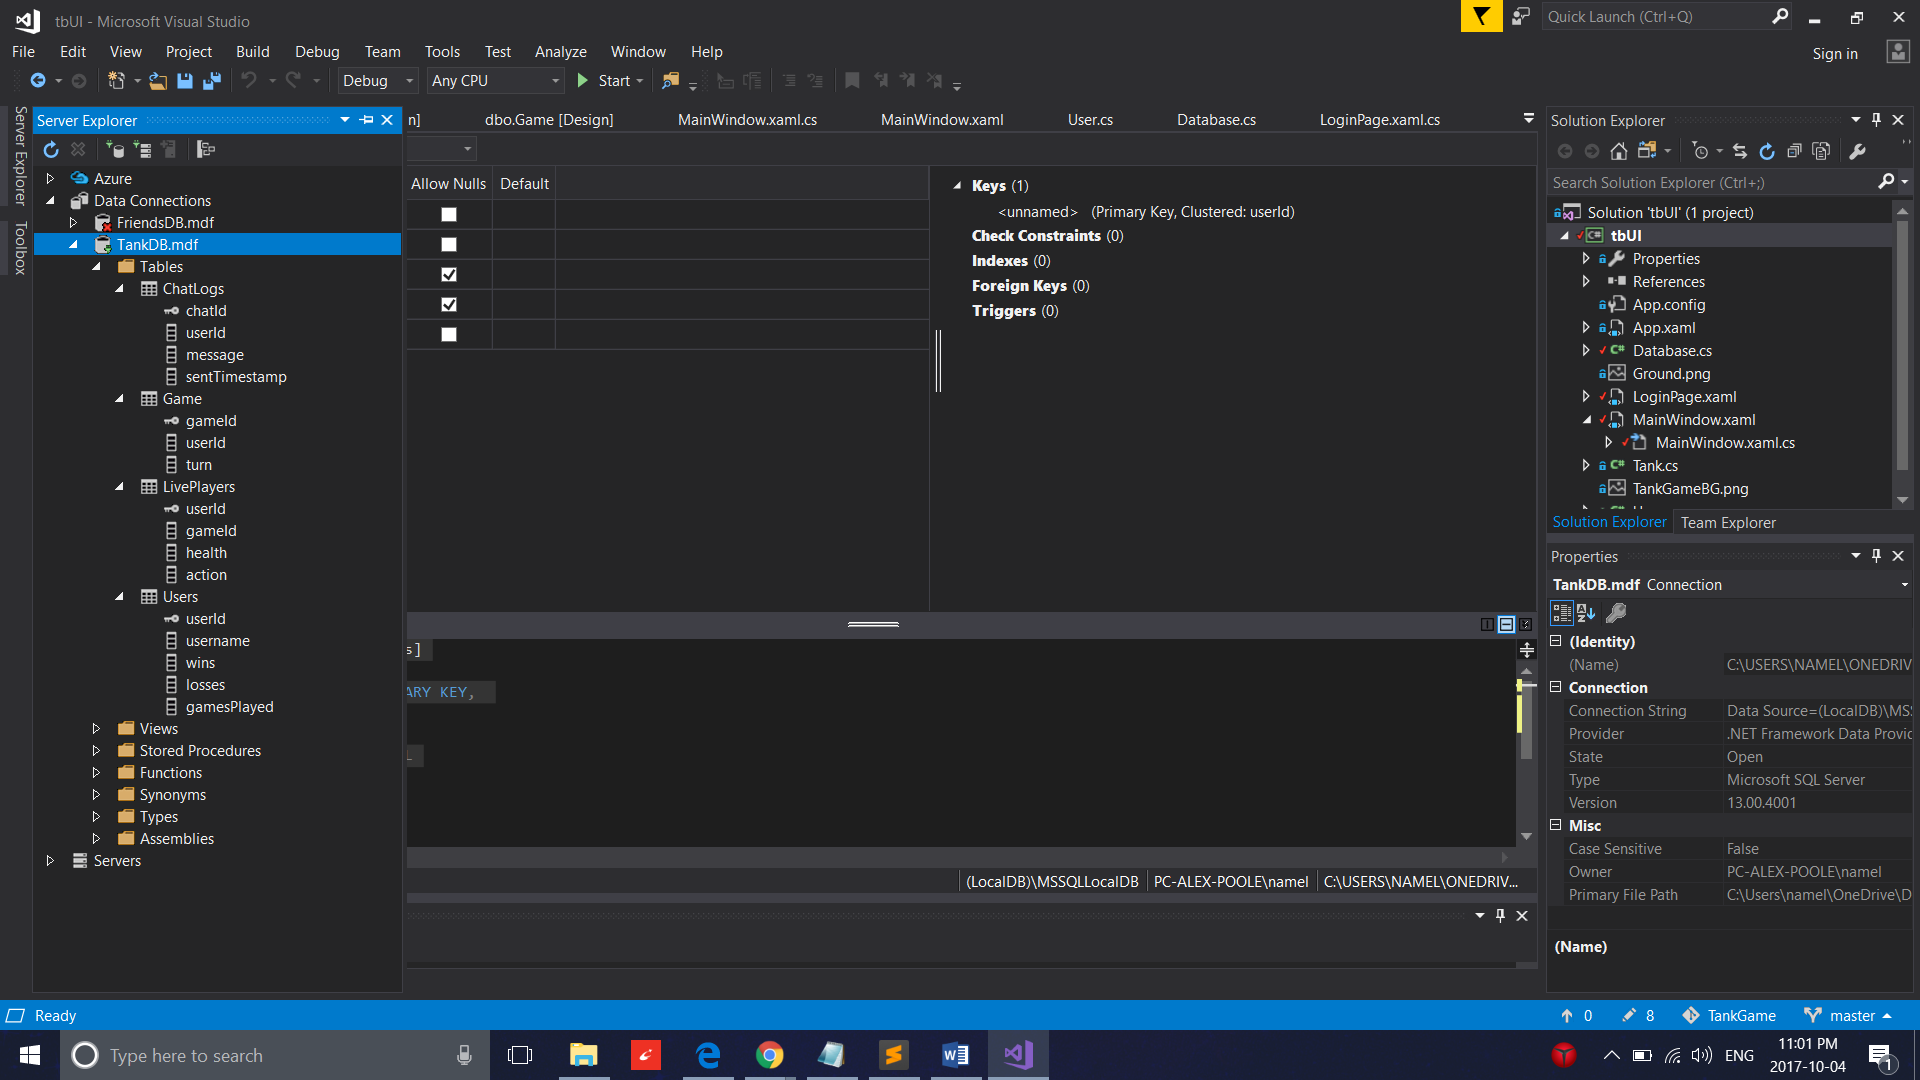 tbUI - Microsoft Visual Studio
Quick Launch (Ctrl+Q)
File Edit View Project Build Debug Team Tools Test Analyze Window Help
Sign in
Debug Any CPU Start
Server Explorer
Toolbox
Server Explorer
Azure
Data Connections
FriendsDB.mdf
TankDB.mdf
Tables
ChatLogs
chatId
userId
message
sentTimestamp
Game
gameId
userId
turn
LivePlayers
userId
gameId
health
action
Users
userId
username
wins
losses
gamesPlayed
Views
Stored Procedures
Functions
Synonyms
Types
Assemblies
Servers
n] dbo.Game [Design] MainWindow.xaml.cs MainWindow.xaml User.cs Database.cs LoginPage.xaml.cs
Allow Nulls Default
Keys (1)
<unnamed> (Primary Key, Clustered: userId)
Check Constraints (0)
Indexes (0)
Foreign Keys (0)
Triggers (0)
s]
ARY KEY,
L
(LocalDB)\MSSQLLocalDB PC-ALEX-POOLE\namel C:\USERS\NAMEL\ONEDRIV...
Solution Explorer
Search Solution Explorer (Ctrl+;)
Solution 'tbUI' (1 project)
tbUI
Properties
References
App.config
App.xaml
Database.cs
Ground.png
LoginPage.xaml
MainWindow.xaml
MainWindow.xaml.cs
Tank.cs
TankGameBG.png
Solution Explorer Team Explorer
Properties
TankDB.mdf Connection
(Identity)
(Name) C:\USERS\NAMEL\ONEDRIV
Connection
Connection String Data Source=(LocalDB)\MSS
Provider .NET Framework Data Provid
State Open
Type Microsoft SQL Server
Version 13.00.4001
Misc
Case Sensitive False
Owner PC-ALEX-POOLE\namel
Primary File Path C:\Users\namel\OneDrive\D
(Name)
Ready
0 8 TankGame master
Type here to search
ENG
11:01 PM
2017-10-04
1